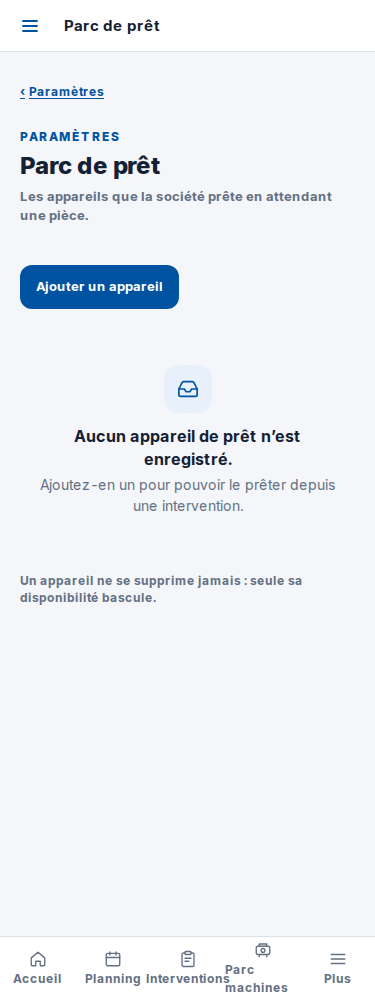 Parc de prêt
‹ Paramètres
PARAMÈTRES
Parc de prêt
Les appareils que la société prête en attendant
une pièce.
Ajouter un appareil
Aucun appareil de prêt n’est
enregistré.
Ajoutez-en un pour pouvoir le prêter depuis
une intervention.
Un appareil ne se supprime jamais : seule sa
disponibilité bascule.
Accueil
Planning
Interventions
Parc
machines
Plus